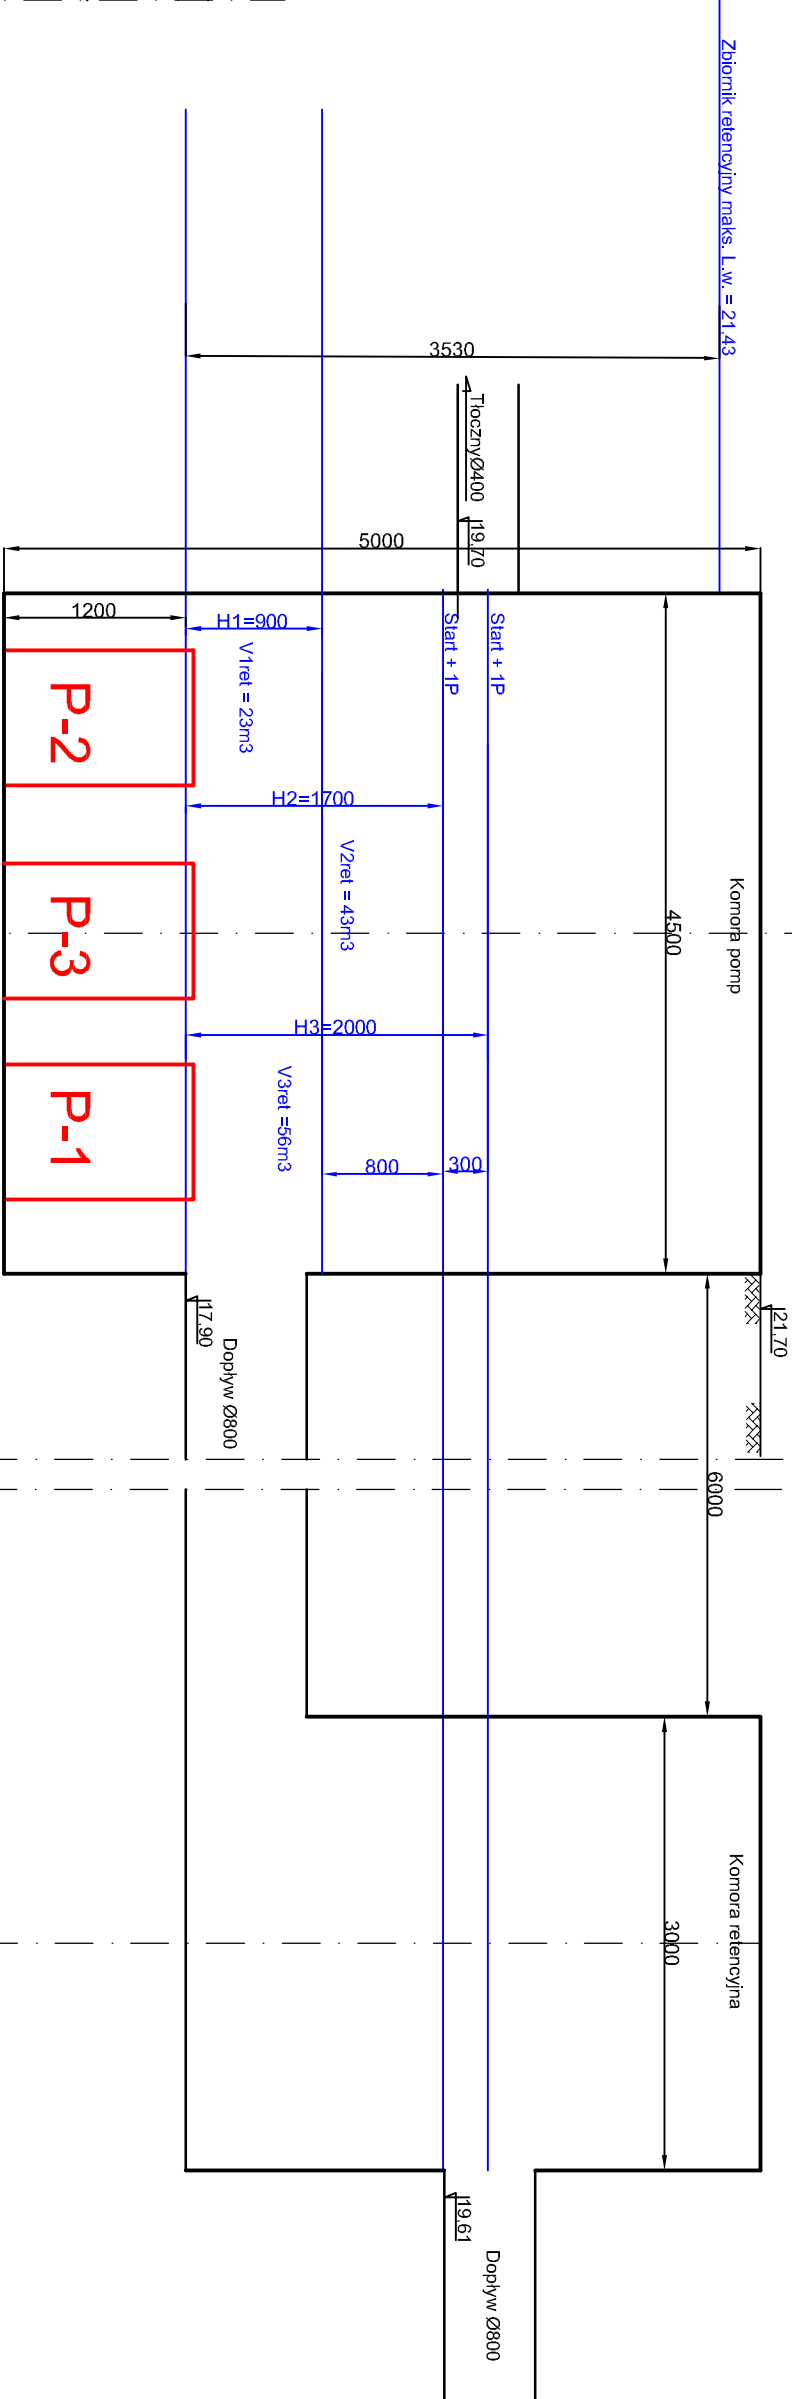 Zbiornik retencyjny maks. L.w. = 21,43
3530
TłocznyØ400
19,70
5000
1200
H1=900
Start + 1P
Start + 1P
V1ret = 23m3
P-2
H2=1700
V2ret = 43m3
Komora pomp
4500
P-3
H3=2000
V3ret =56m3
P-1
800
300
17,90
Dopływ Ø800
21,70
6000
Komora retencyjna
3000
19,61
Dopływ Ø800